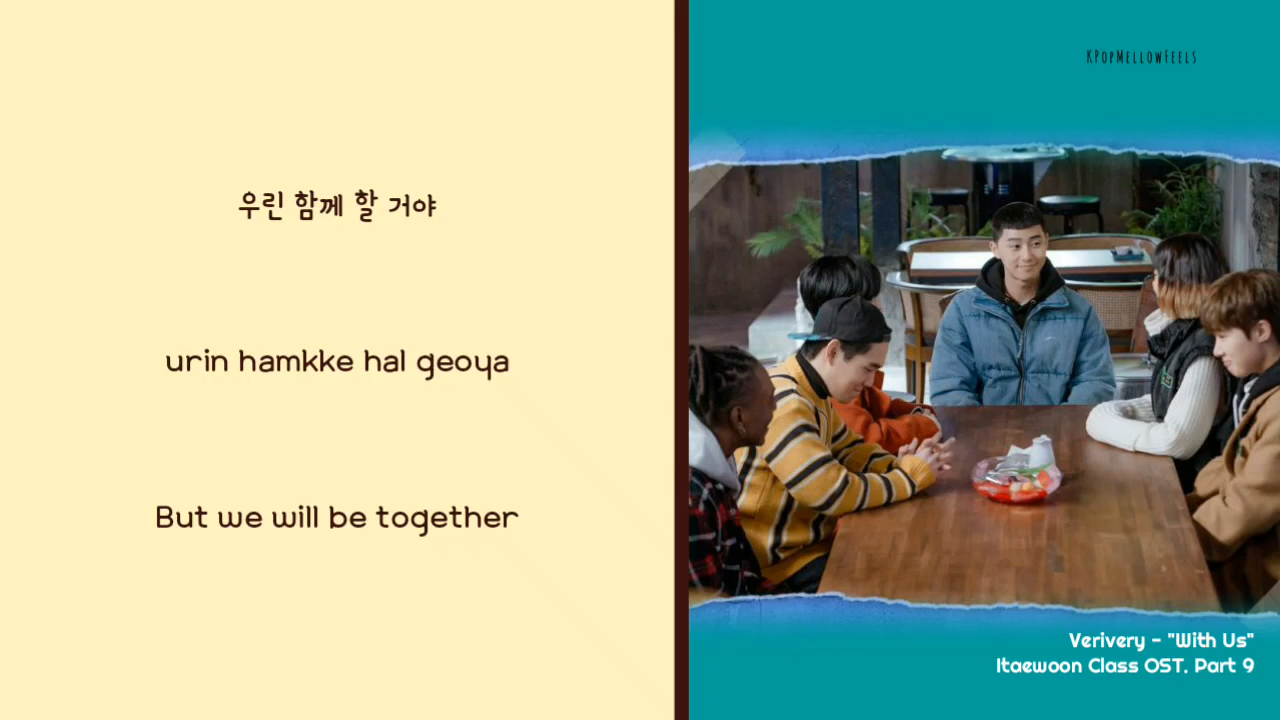 우린 함께 할 거야
urin hamkke hal geoya
But we will be together
KPopMellowFeels
Verivery - "With Us"
Itaewoon Class OST. Part 9